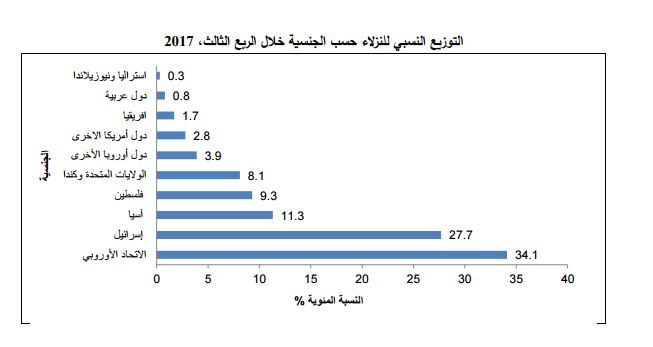 التوزيع النسبي للنزلاء حسب الجنسية خلال الربع الثالث، 2017
الجنسية
استراليا ونيوزيلاندا 0.3
دول عربية 0.8
افريقيا 1.7
دول أمريكا الاخرى 2.8
دول أوروبا الأخرى 3.9
الولايات المتحدة وكندا 8.1
فلسطين 9.3
آسيا 11.3
إسرائيل 27.7
الاتحاد الأوروبي 34.1
0 5 10 15 20 25 30 35 40
النسبة المئوية %